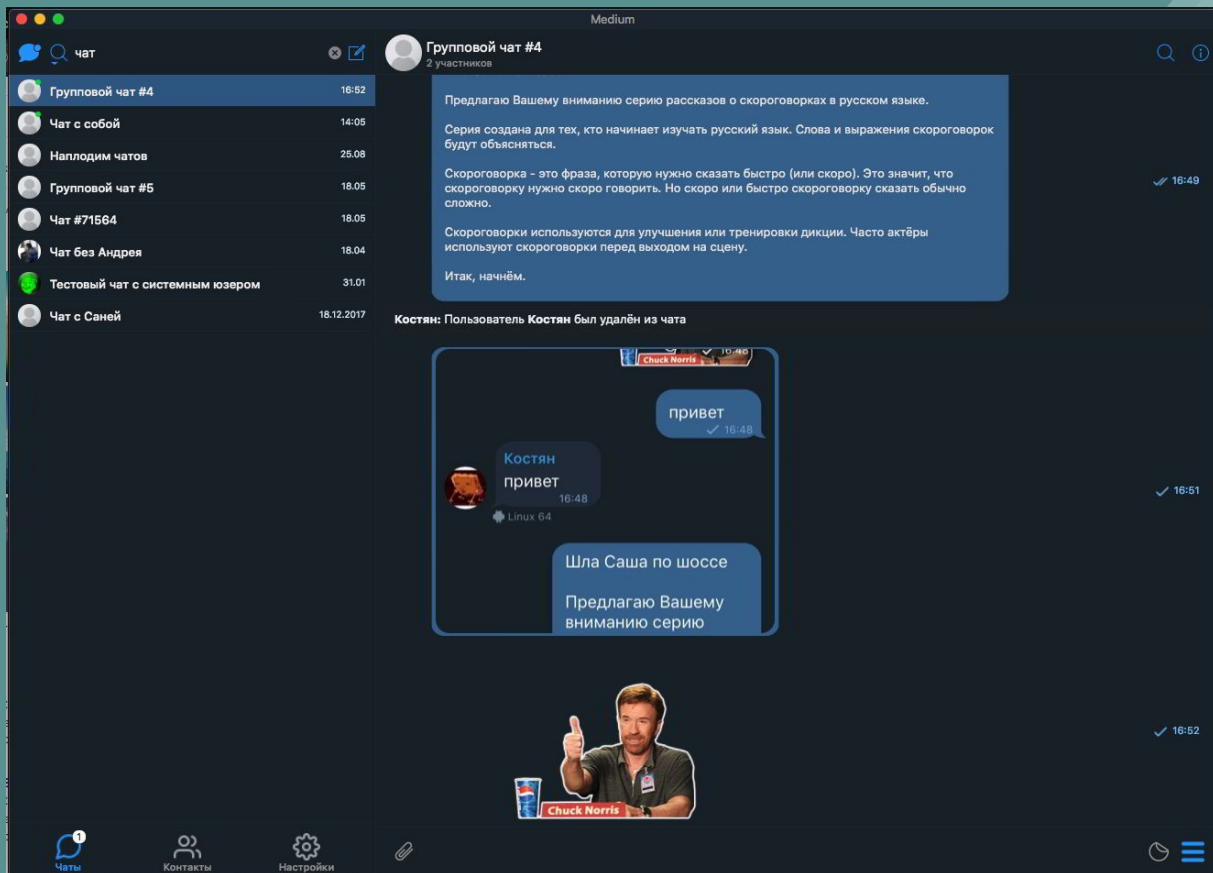 Medium
чат
Групповой чат #4
16:52
Чат с собой
14:05
Наплодим чатов
25.08
Групповой чат #5
18.05
Чат #71564
18.05
Чат без Андрея
18.04
Тестовый чат с системным юзером
31.01
Чат с Саней
18.12.2017
1
Чаты
Контакты
Настройки
Групповой чат #4
2 участников
Предлагаю Вашему вниманию серию рассказов о скороговорках в русском языке.
Серия создана для тех, кто начинает изучать русский язык. Слова и выражения скороговорок
будут объясняться.
Скороговорка - это фраза, которую нужно сказать быстро (или скоро). Это значит, что
скороговорку нужно скоро говорить. Но скоро или быстро скороговорку сказать обычно
сложно.
Скороговорки используются для улучшения или тренировки дикции. Часто актёры
используют скороговорки перед выходом на сцену.
Итак, начнём.
16:49
Костян: Пользователь Костян был удалён из чата
16:48
Chuck Norris
привет
16:48
Костян
привет
16:48
Linux 64
Шла Саша по шоссе
Предлагаю Вашему
вниманию серию
16:51
Chuck Norris
16:52